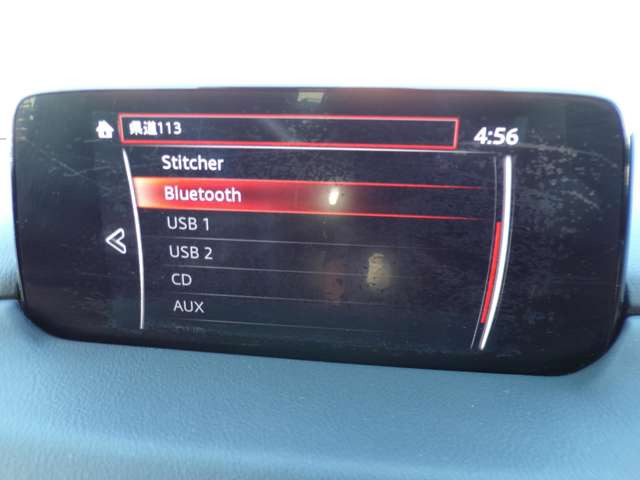 県道113
4:56
Stitcher
Bluetooth
USB 1
USB 2
CD
AUX